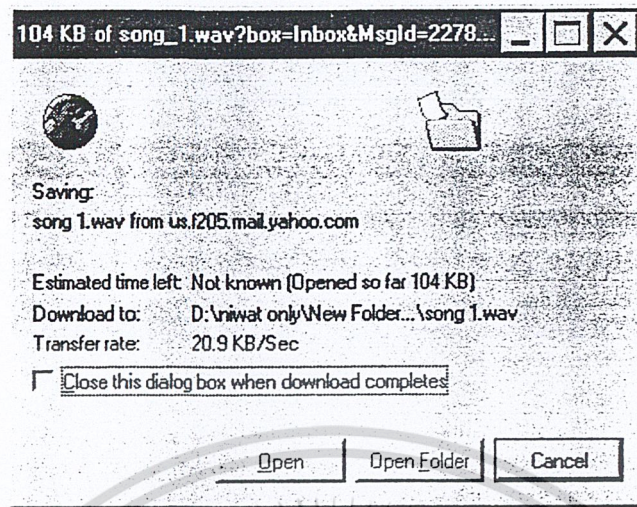 104 KB of song_1.wav?box=Inbox&MsgId=2278...
Saving:
song 1.wav from us.f205.mail.yahoo.com
Estimated time left: Not known (Opened so far 104 KB)
Download to: D:\niwat only\New Folder...\song 1.wav
Transfer rate: 20.9 KB/Sec
Close this dialog box when download completes
Open Open Folder Cancel